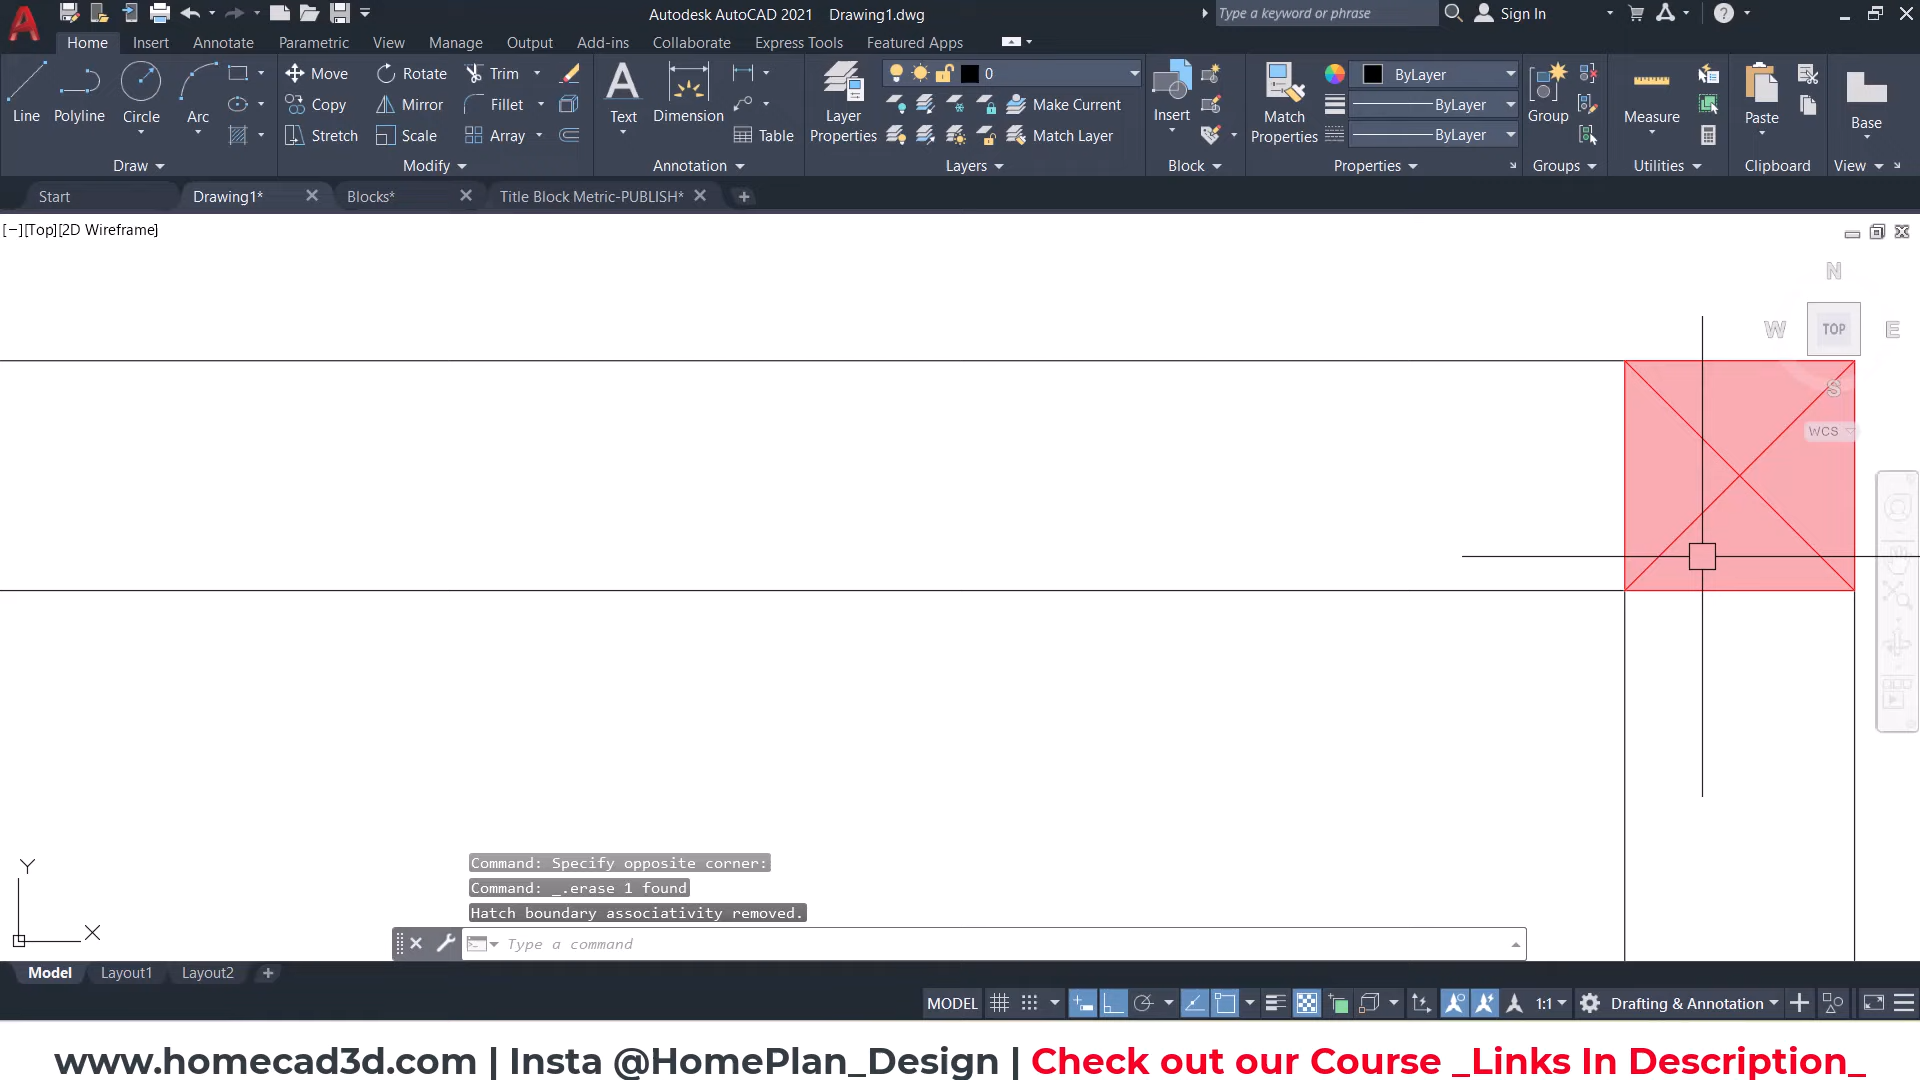 Autodesk AutoCAD 2021 Drawing1.dwg
Type a keyword or phrase
Sign In
Home Insert Annotate Parametric View Manage Output Add-ins Collaborate Express Tools Featured Apps
Line Polyline Circle Arc
Move Rotate Trim
Copy Mirror Fillet
Stretch Scale Array
Text Dimension
Table
Layer Properties
0
Make Current
Match Layer
Insert
Match Properties
ByLayer
ByLayer
ByLayer
Group
Measure
Paste
Base
Draw Modify Annotation Layers Block Properties Groups Utilities Clipboard View
Start Drawing1* Blocks* Title Block Metric-PUBLISH*
[−][Top][2D Wireframe]
N
W TOP E
S
WCS
Y
X
Command: Specify opposite corner:
Command: _.erase 1 found
Hatch boundary associativity removed.
Type a command
Model Layout1 Layout2
MODEL 1:1 Drafting & Annotation
www.homecad3d.com | Insta @HomePlan_Design | Check out our Course _Links In Description_